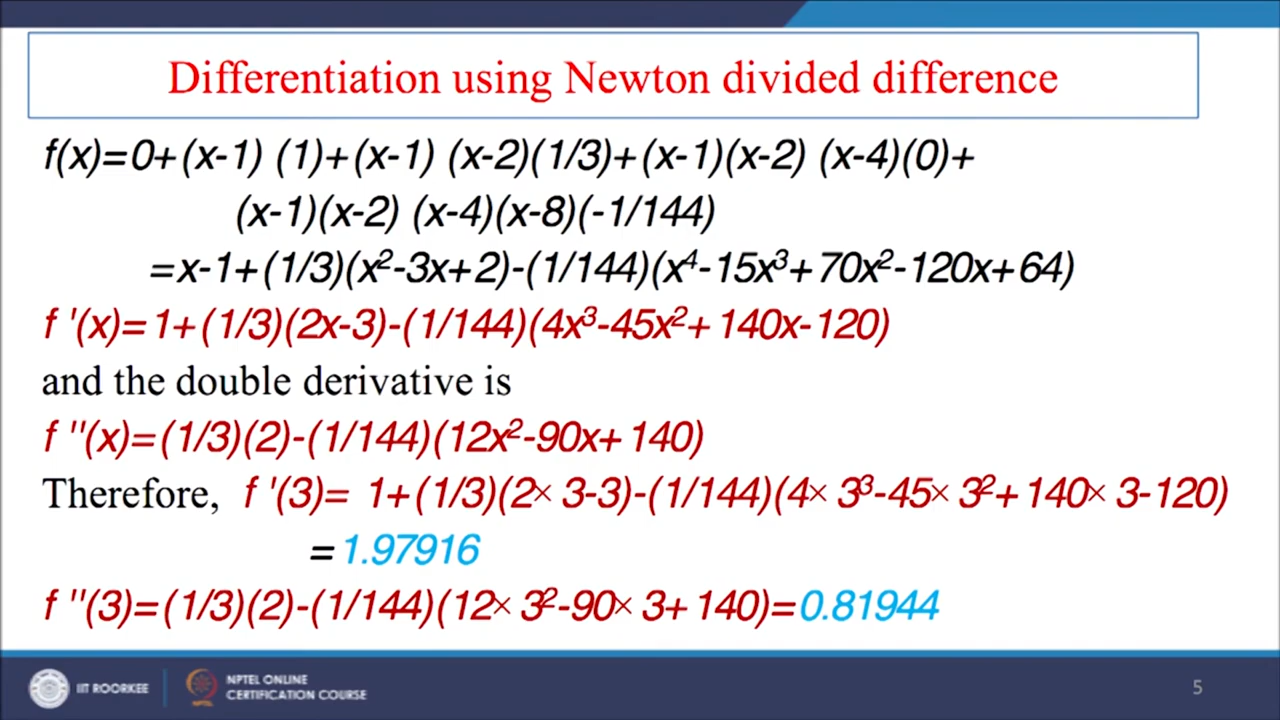 Differentiation using Newton divided difference
f(x)=0+(x-1) (1)+(x-1) (x-2)(1/3)+(x-1)(x-2) (x-4)(0)+
(x-1)(x-2) (x-4)(x-8)(-1/144)
=x-1+(1/3)(x²-3x+2)-(1/144)(x⁴-15x³+70x²-120x+64)
f '(x)=1+(1/3)(2x-3)-(1/144)(4x³-45x²+140x-120)
and the double derivative is
f ''(x)=(1/3)(2)-(1/144)(12x²-90x+140)
Therefore, f '(3)= 1+(1/3)(2× 3-3)-(1/144)(4× 3³-45× 3²+140× 3-120)
=1.97916
f ''(3)=(1/3)(2)-(1/144)(12× 3²-90× 3+140)=0.81944
IIT ROORKEE
NPTEL ONLINE
CERTIFICATION COURSE
5